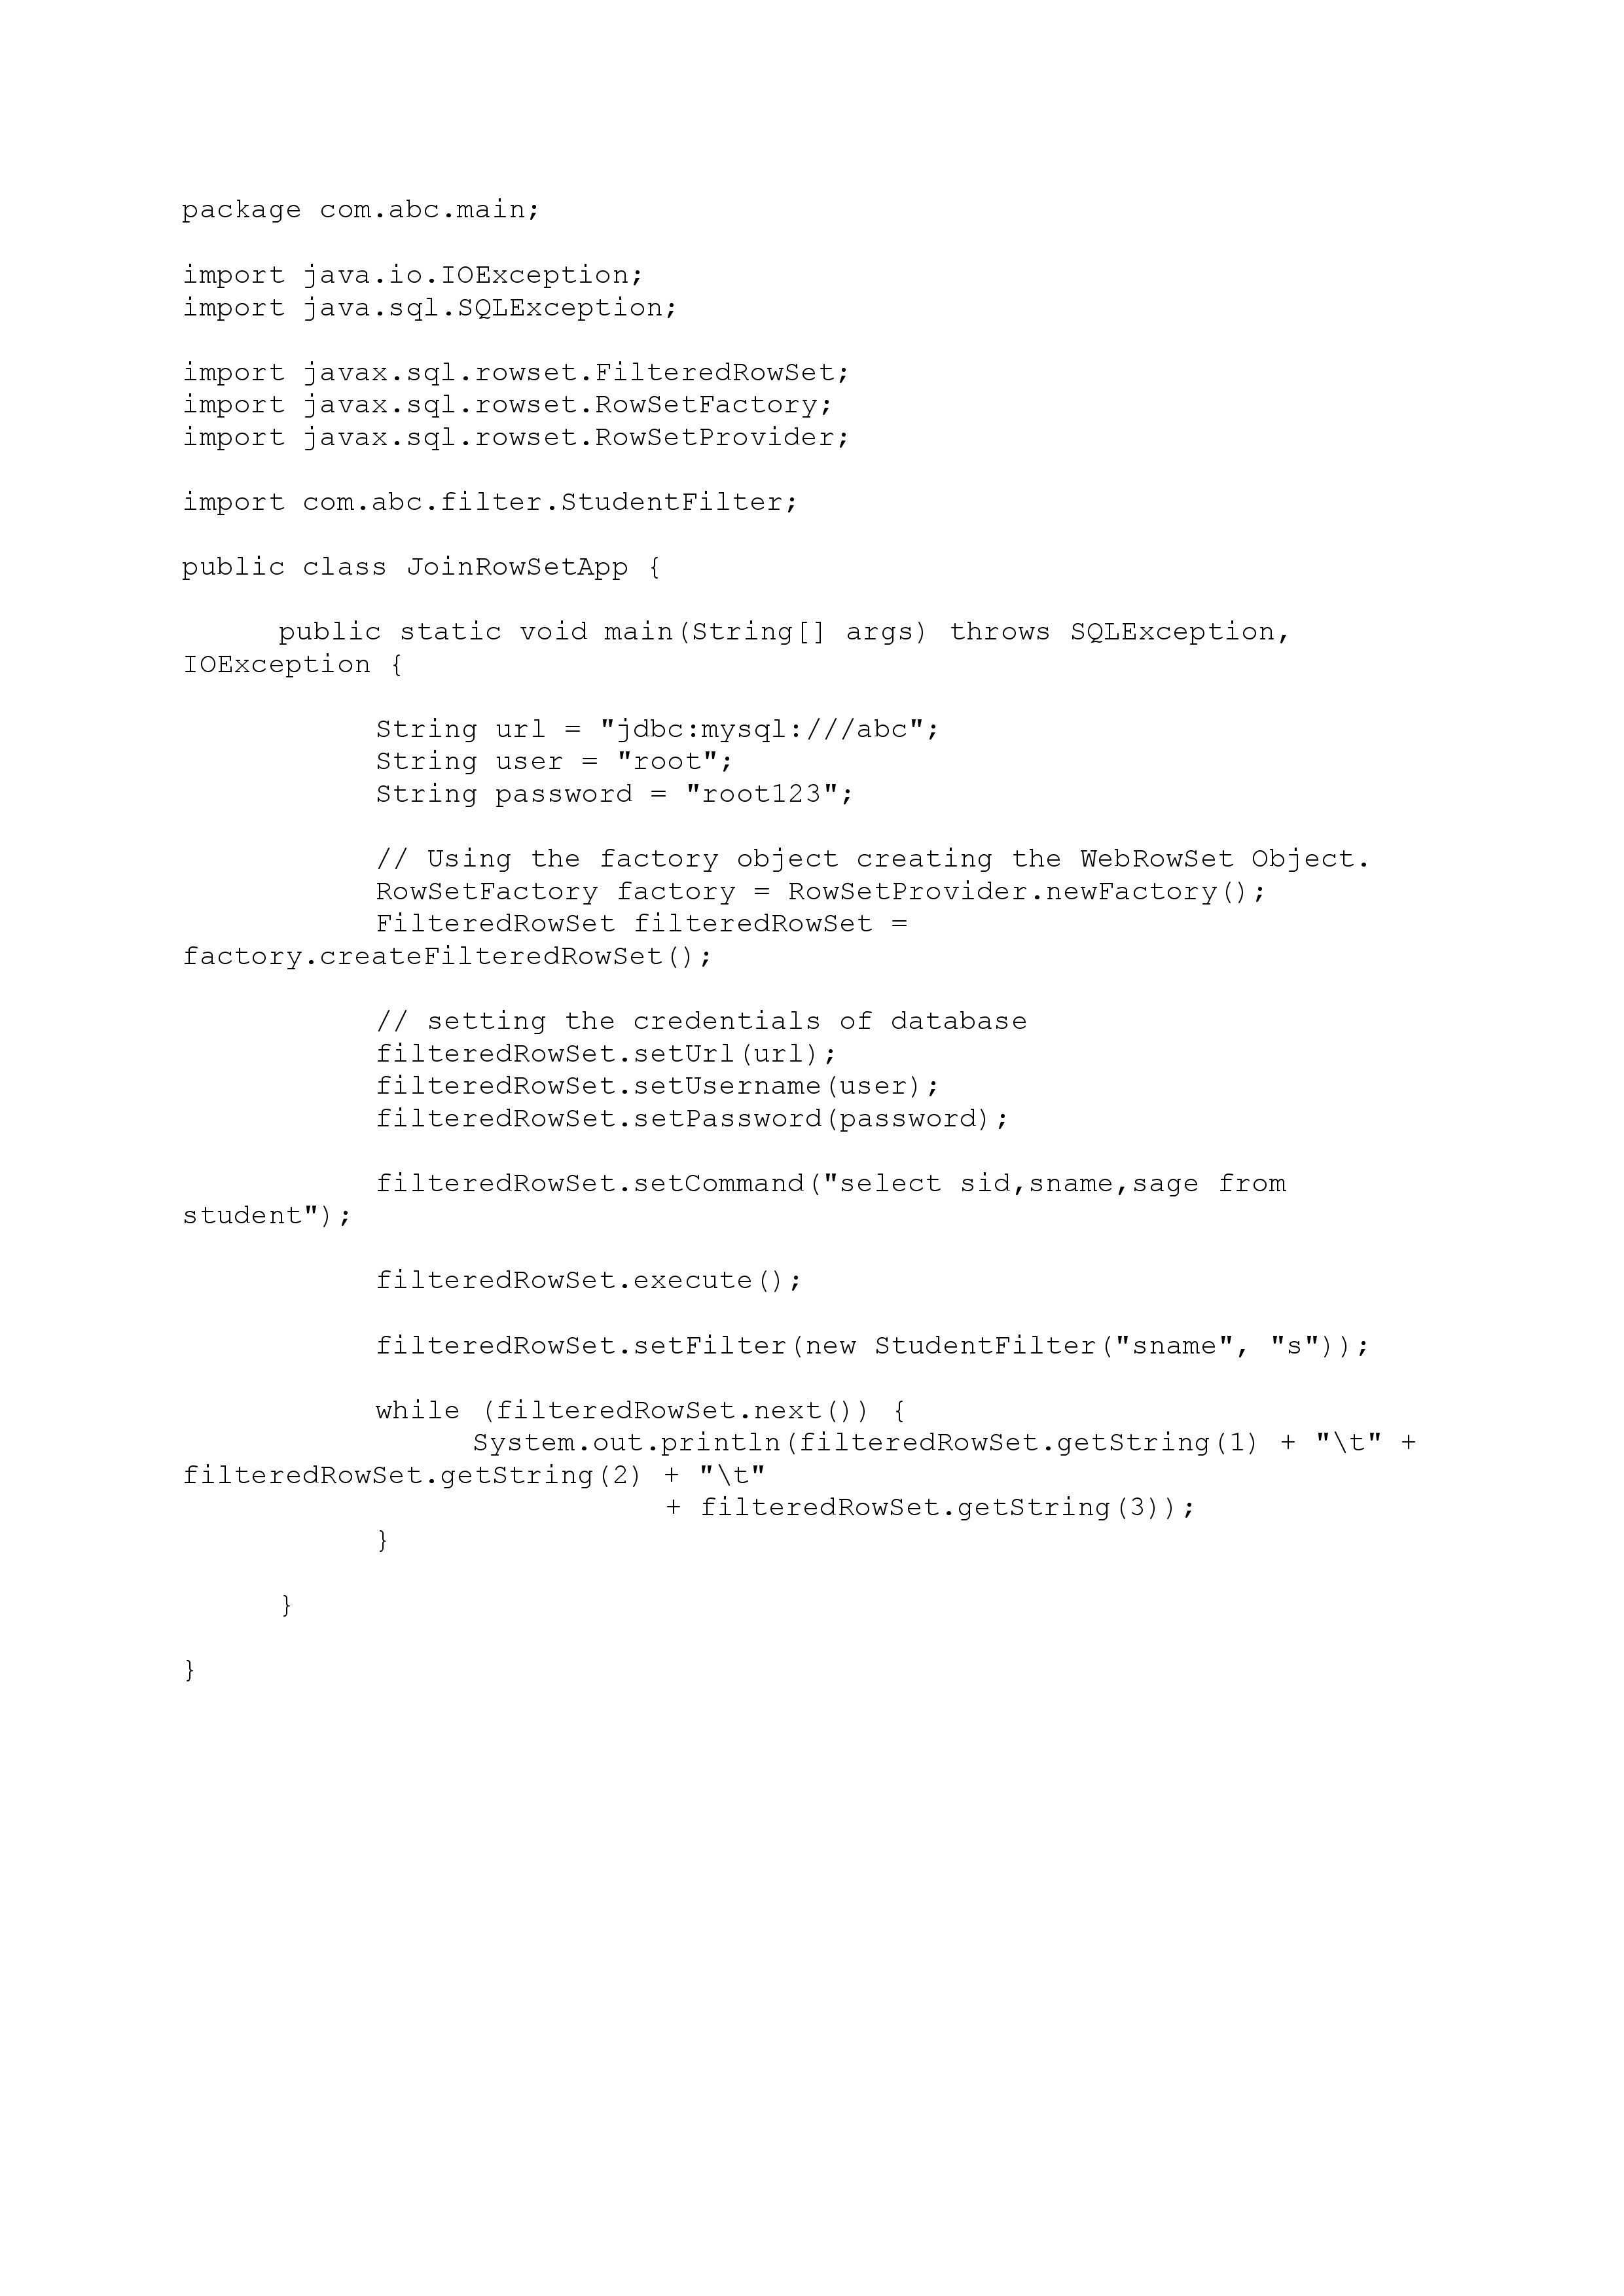 package com.abc.main;

import java.io.IOException;
import java.sql.SQLException;

import javax.sql.rowset.FilteredRowSet;
import javax.sql.rowset.RowSetFactory;
import javax.sql.rowset.RowSetProvider;

import com.abc.filter.StudentFilter;

public class JoinRowSetApp {

      public static void main(String[] args) throws SQLException,
IOException {

            String url = "jdbc:mysql:///abc";
            String user = "root";
            String password = "root123";

            // Using the factory object creating the WebRowSet Object.
            RowSetFactory factory = RowSetProvider.newFactory();
            FilteredRowSet filteredRowSet =
factory.createFilteredRowSet();

            // setting the credentials of database
            filteredRowSet.setUrl(url);
            filteredRowSet.setUsername(user);
            filteredRowSet.setPassword(password);

            filteredRowSet.setCommand("select sid,sname,sage from
student");

            filteredRowSet.execute();

            filteredRowSet.setFilter(new StudentFilter("sname", "s"));

            while (filteredRowSet.next()) {
                  System.out.println(filteredRowSet.getString(1) + "\t" +
filteredRowSet.getString(2) + "\t"
                              + filteredRowSet.getString(3));
            }

      }

}